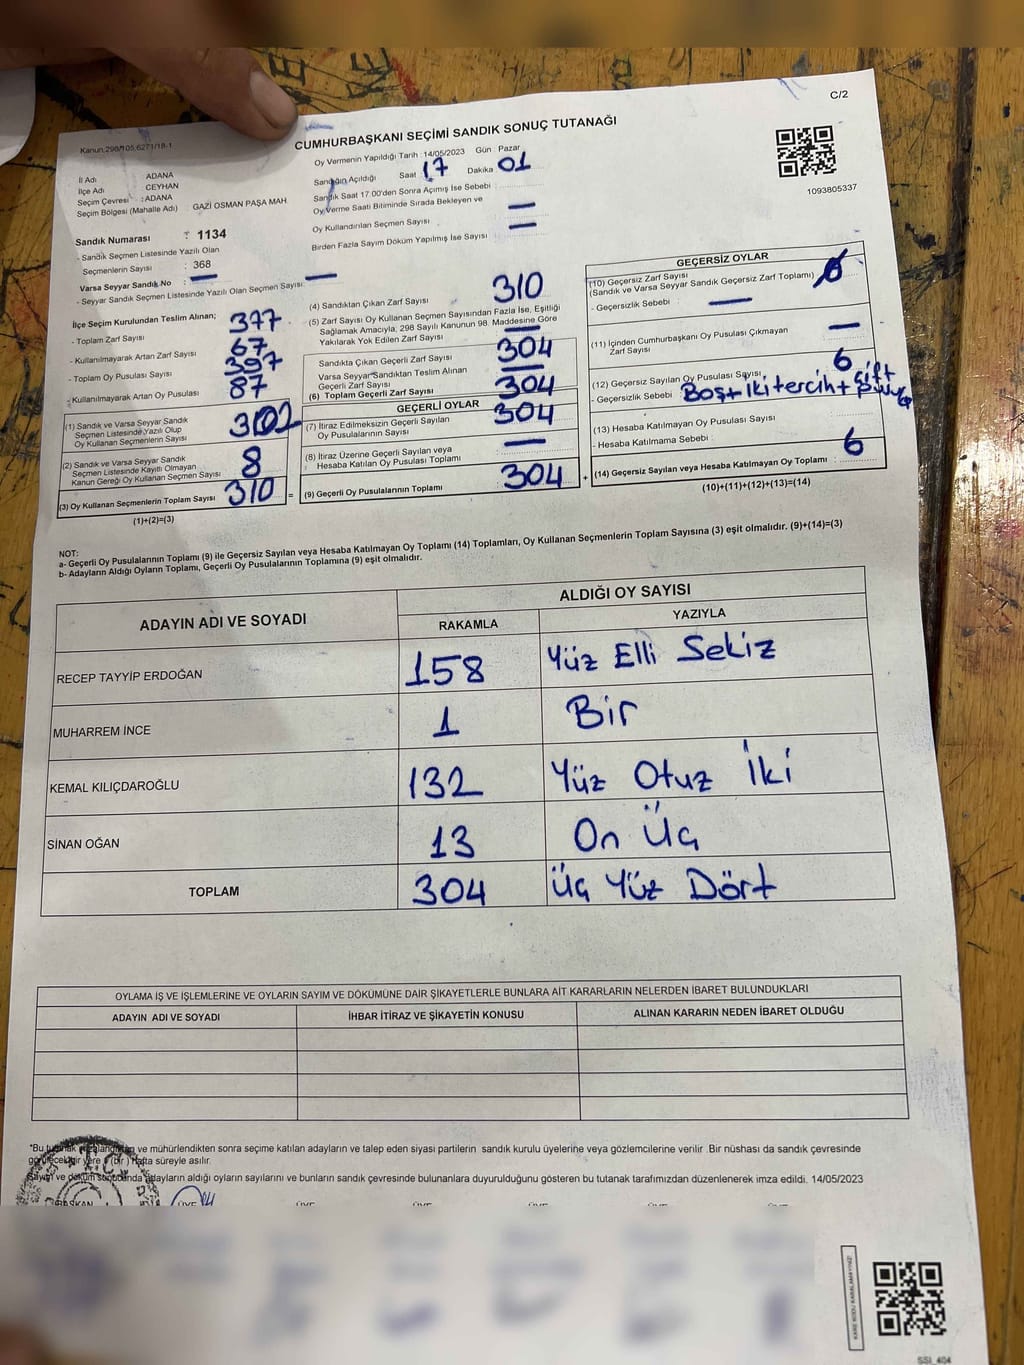 C/2
Kanun,298/105,6271/18-1
CUMHURBAŞKANI SEÇİMİ SANDIK SONUÇ TUTANAĞI
Oy Vermenin Yapıldığı Tarih : 14/05/2023 Gün : Pazar
İl Adı ADANA
İlçe Adı CEYHAN
Seçim Çevresi : ADANA
Seçim Bölgesi (Mahalle Adı) GAZİ OSMAN PAŞA MAH.
Sandığın Açıldığı Saat 17 Dakika 01
Sandık Saat 17.00'den Sonra Açımış İse Sebebi :
Oy Verme Saati Bitiminde Sırada Bekleyen ve
Oy Kullandırılan Seçmen Sayısı : —
Birden Fazla Sayım Döküm Yapılmış İse Sayısı : —
1093805337
Sandık Numarası : 1134
- Sandık Seçmen Listesinde Yazılı Olan
Seçmenlerin Sayısı : 368
Varsa Seyyar Sandık No : —
- Seyyar Sandık Seçmen Listesinde Yazılı Olan Seçmen Sayısı: —
İlçe Seçim Kurulundan Teslim Alınan;
- Toplam Zarf Sayısı 377
- Kullanılmayarak Artan Zarf Sayısı 67
- Toplam Oy Pusulası Sayısı 397
- Kullanılmayarak Artan Oy Pusulası 87
(1) Sandık ve Varsa Seyyar Sandık
Seçmen Listesinde Yazılı Olup
Oy Kullanan Seçmenlerin Sayısı 302
(2) Sandık ve Varsa Seyyar Sandık
Seçmen Listesinde Kayıtlı Olmayan
Kanun Gereği Oy Kullanan Seçmen Sayısı 8
(3) Oy Kullanan Seçmenlerin Toplam Sayısı 310 =
(1)+(2)=(3)
(4) Sandıktan Çıkan Zarf Sayısı 310
(5) Zarf Sayısı Oy Kullanan Seçmen Sayısından Fazla İse, Eşitliği
Sağlamak Amacıyla, 298 Sayılı Kanunun 98. Maddesine Göre
Yakılarak Yok Edilen Zarf Sayısı —
Sandıkta Çıkan Geçerli Zarf Sayısı 304
Varsa Seyyar Sandıktan Teslim Alınan
Geçerli Zarf Sayısı —
(6) Toplam Geçerli Zarf Sayısı 304
GEÇERLİ OYLAR
(7) İtiraz Edilmeksizin Geçerli Sayılan
Oy Pusulalarının Sayısı 304
(8) İtiraz Üzerine Geçerli Sayılan veya
Hesaba Katılan Oy Pusulası Toplamı —
(9) Geçerli Oy Pusulalarının Toplamı 304 +
GEÇERSİZ OYLAR
(10) Geçersiz Zarf Sayısı
(Sandık ve Varsa Seyyar Sandık Geçersiz Zarf Toplamı)
- Geçersizlik Sebebi : —
(11) İçinden Cumhurbaşkanı Oy Pusulası Çıkmayan
Zarf Sayısı —
(12) Geçersiz Sayılan Oy Pusulası Sayısı 6
- Geçersizlik Sebebi Boş+iki tercih+ çift
(13) Hesaba Katılmayan Oy Pusulası Sayısı
- Hesaba Katılmama Sebebi :
(14) Geçersiz Sayılan veya Hesaba Katılmayan Oy Toplamı : 6
(10)+(11)+(12)+(13)=(14)
NOT:
a- Geçerli Oy Pusulalarının Toplamı (9) ile Geçersiz Sayılan veya Hesaba Katılmayan Oy Toplamı (14) Toplamları, Oy Kullanan Seçmenlerin Toplam Sayısına (3) eşit olmalıdır. (9)+(14)=(3)
b- Adayların Aldığı Oyların Toplamı, Geçerli Oy Pusulalarının Toplamına (9) eşit olmalıdır.
ADAYIN ADI VE SOYADI
ALDIĞI OY SAYISI
RAKAMLA YAZIYLA
RECEP TAYYİP ERDOĞAN 158 Yüz Elli Sekiz
MUHARREM İNCE 1 Bir
KEMAL KILIÇDAROĞLU 132 Yüz Otuz İki
SİNAN OĞAN 13 On Üç
TOPLAM 304 Üç Yüz Dört
OYLAMA İŞ VE İŞLEMLERİNE VE OYLARIN SAYIM VE DÖKÜMÜNE DAİR ŞİKAYETLERLE BUNLARA AİT KARARLARIN NELERDEN İBARET BULUNDUKLARI
ADAYIN ADI VE SOYADI İHBAR İTİRAZ VE ŞİKAYETİN KONUSU ALINAN KARARIN NEDEN İBARET OLDUĞU
*Bu ve mühürlendikten sonra seçime katılan adayların ve talep eden siyasi partilerin sandık kurulu üyelerine veya gözlemcilerine verilir .Bir nüshası da sandık çevresinde
yere (bir) hafta süreyle asılır.
Sayım ve döküm sonucunda adayların aldığı oyların sayılarını ve bunların sandık çevresinde bulunanlara duyurulduğunu gösteren bu tutanak tarafımızdan düzenlenerek imza edildi. 14/05/2023
BAŞKAN ÜYE ÜYE ÜYE ÜYE ÜYE ÜYE
KARE KODU KARALAMAYINIZ!
SSI_404